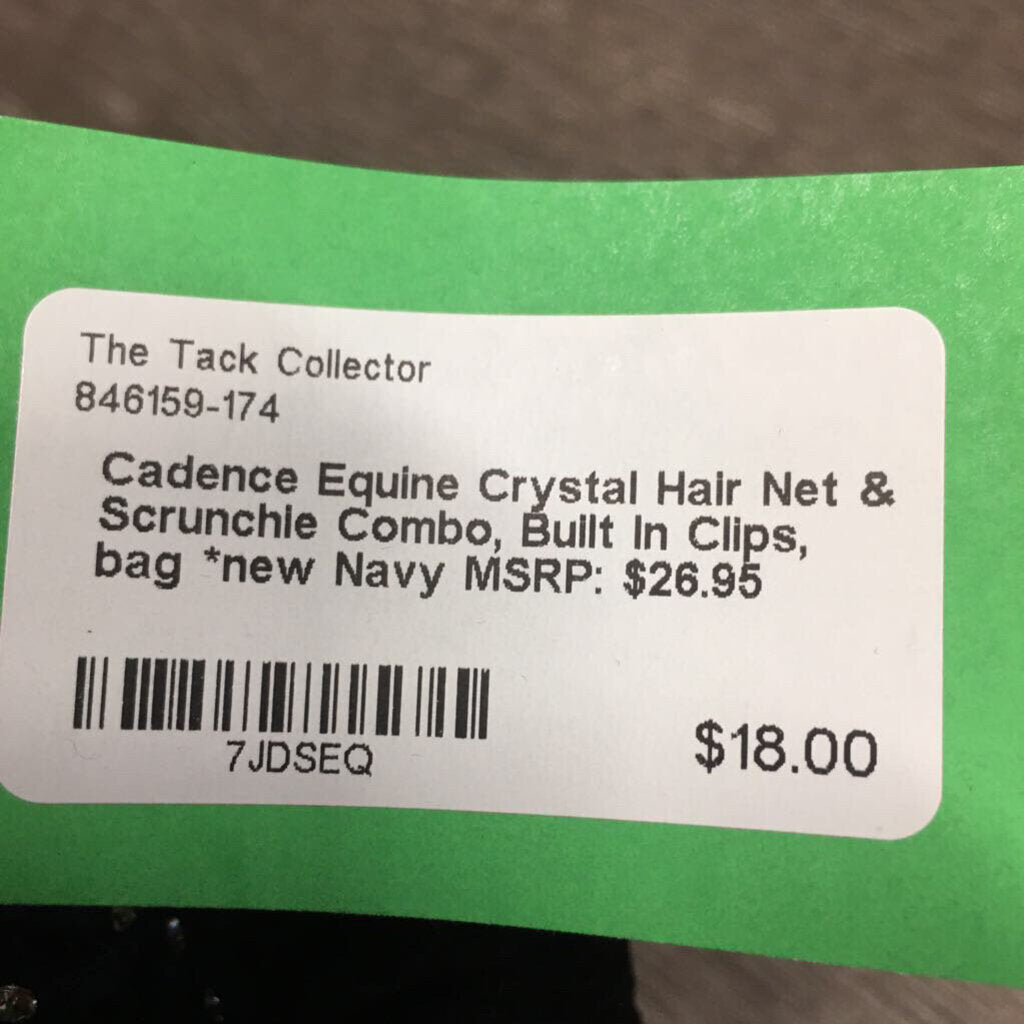 The Tack Collector
846159-174
Cadence Equine Crystal Hair Net &
Scrunchie Combo, Built In Clips,
bag *new Navy MSRP: $26.95
7JDSEQ
$18.00